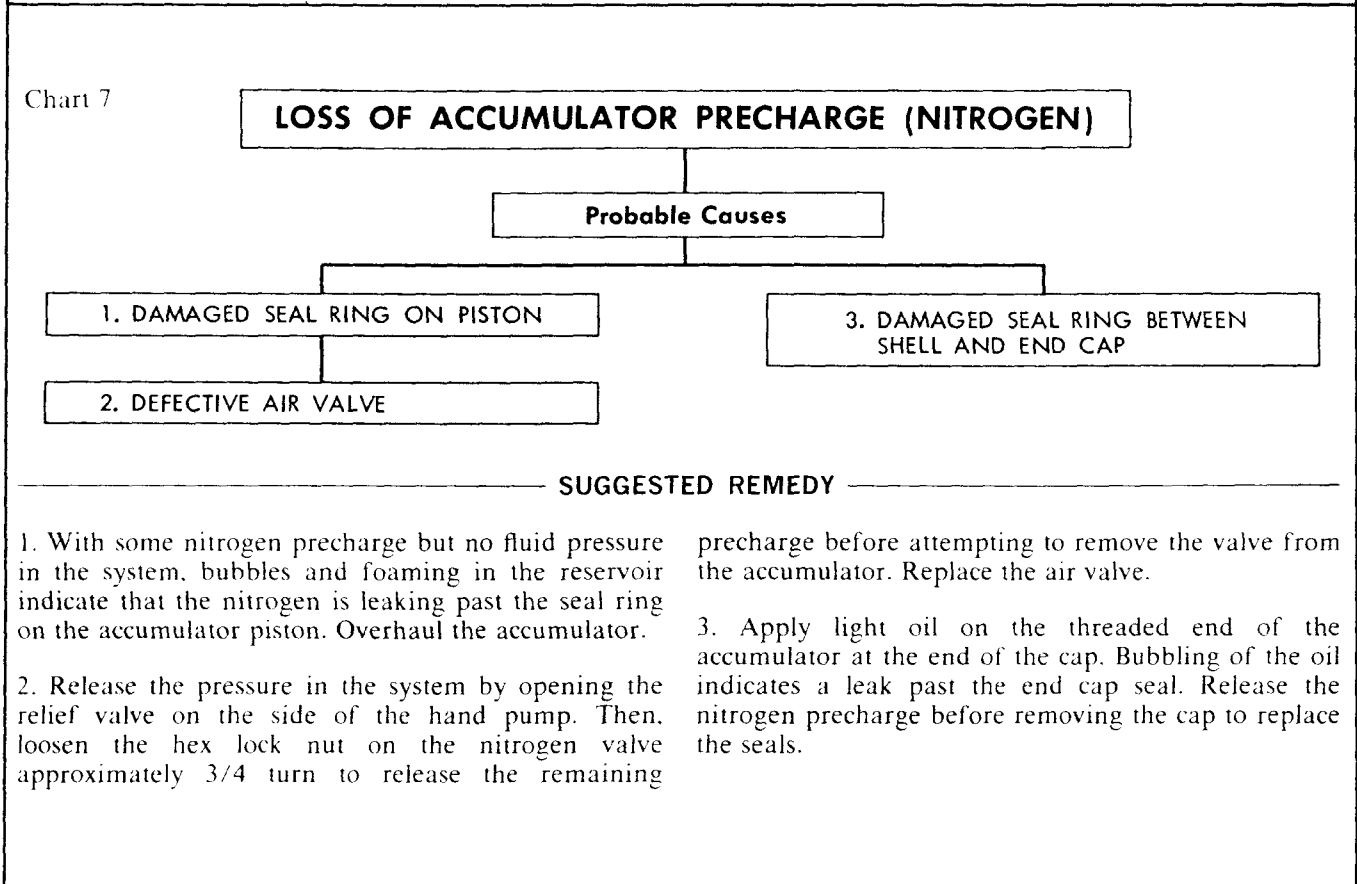 Chart 7
LOSS OF ACCUMULATOR PRECHARGE (NITROGEN)
Probable Causes
1. DAMAGED SEAL RING ON PISTON
2. DEFECTIVE AIR VALVE
3. DAMAGED SEAL RING BETWEEN
SHELL AND END CAP
SUGGESTED REMEDY
1. With some nitrogen precharge but no fluid pressure
in the system, bubbles and foaming in the reservoir
indicate that the nitrogen is leaking past the seal ring
on the accumulator piston. Overhaul the accumulator.
2. Release the pressure in the system by opening the
relief valve on the side of the hand pump. Then,
loosen the hex lock nut on the nitrogen valve
approximately 3/4 turn to release the remaining
precharge before attempting to remove the valve from
the accumulator. Replace the air valve.
3. Apply light oil on the threaded end of the
accumulator at the end of the cap. Bubbling of the oil
indicates a leak past the end cap seal. Release the
nitrogen precharge before removing the cap to replace
the seals.